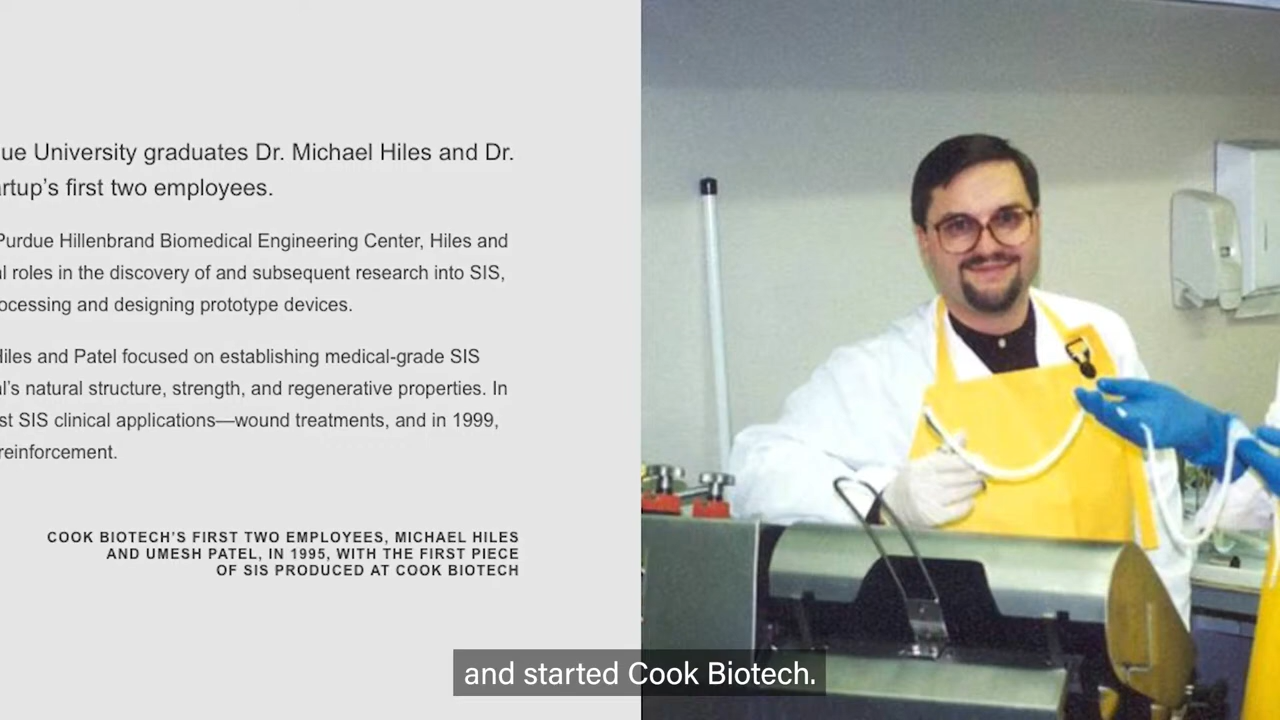 ue University graduates Dr. Michael Hiles and Dr.
artup’s first two employees.
Purdue Hillenbrand Biomedical Engineering Center, Hiles and
l roles in the discovery of and subsequent research into SIS,
ocessing and designing prototype devices.
Hiles and Patel focused on establishing medical-grade SIS
l’s natural structure, strength, and regenerative properties. In
st SIS clinical applications—wound treatments, and in 1999,
reinforcement.
COOK BIOTECH’S FIRST TWO EMPLOYEES, MICHAEL HILES
AND UMESH PATEL, IN 1995, WITH THE FIRST PIECE
OF SIS PRODUCED AT COOK BIOTECH
and started Cook Biotech.